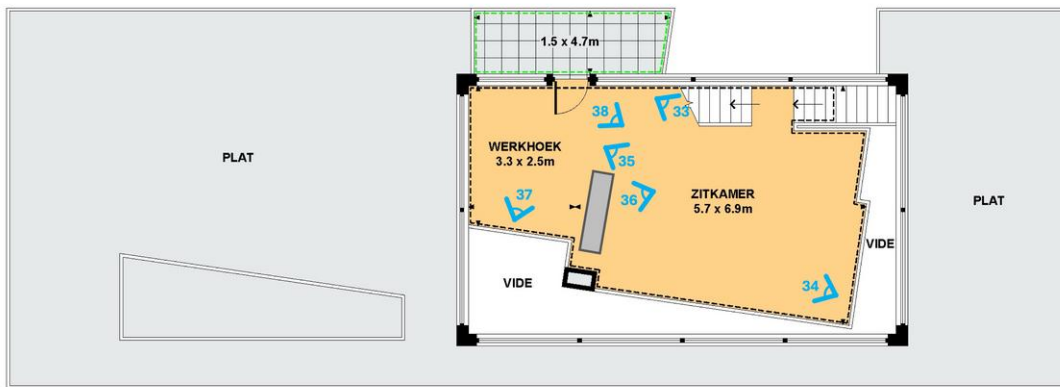 1.5 x 4.7m
38
33
WERKHOEK
3.3 x 2.5m
35
PLAT
37
36
ZITKAMER
5.7 x 6.9m
PLAT
VIDE
VIDE
34